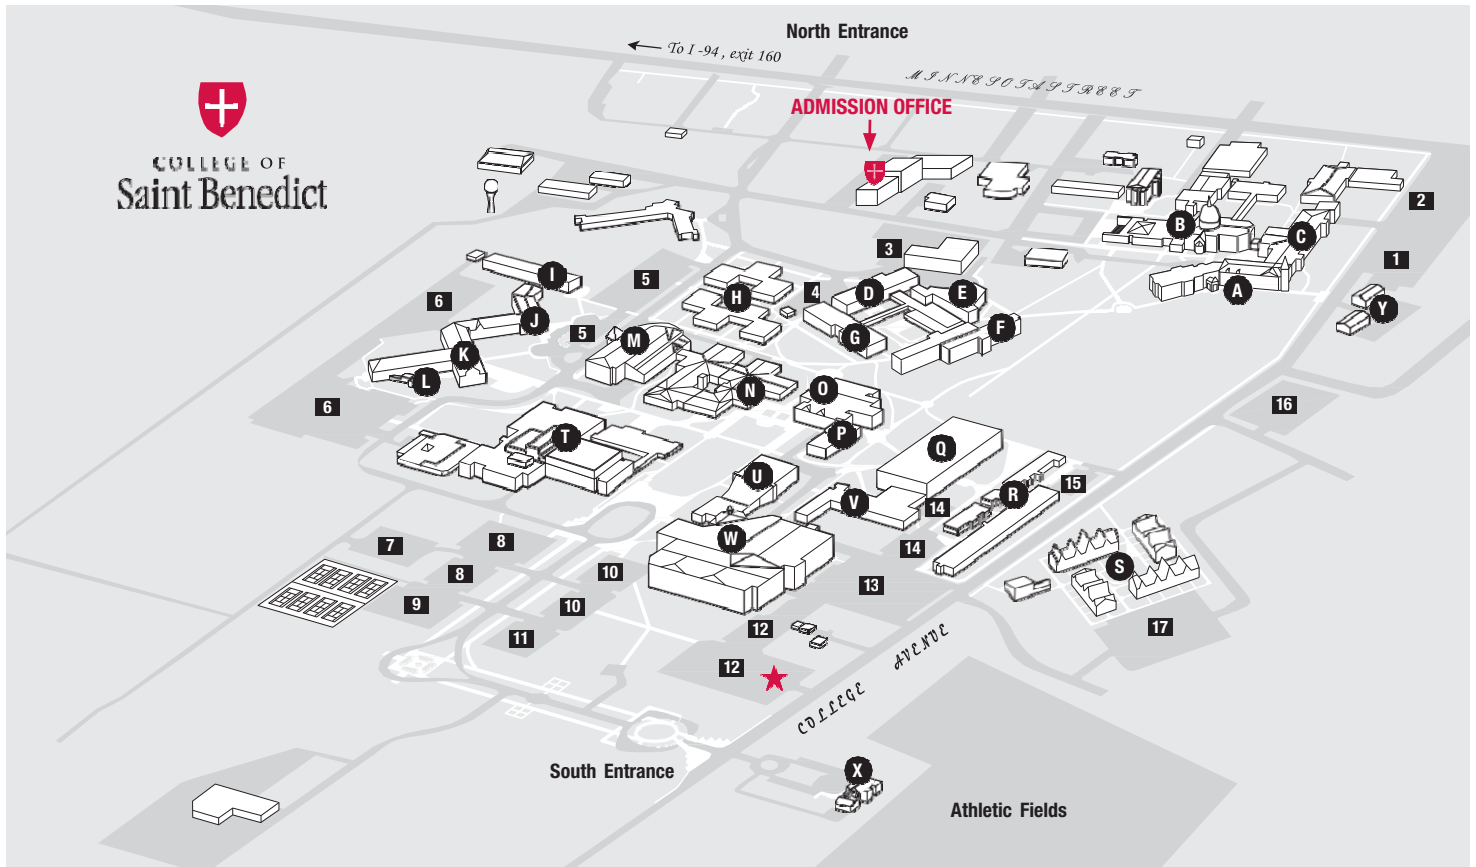 North Entrance
To I -94 , exit 160
MINNESOTA STREET
ADMISSION OFFICE
COLLEGE OF
Saint Benedict
2
B
C
3
1
I
5
H
4
D
E
A
Y
6
J
5
M
G
F
K
L
N
O
16
6
T
P
Q
U
V
14
R
15
7
8
W
14
S
8
10
13
9
10
11
12
17
12
COLLEGE AVENUE
South Entrance
X
Athletic Fields